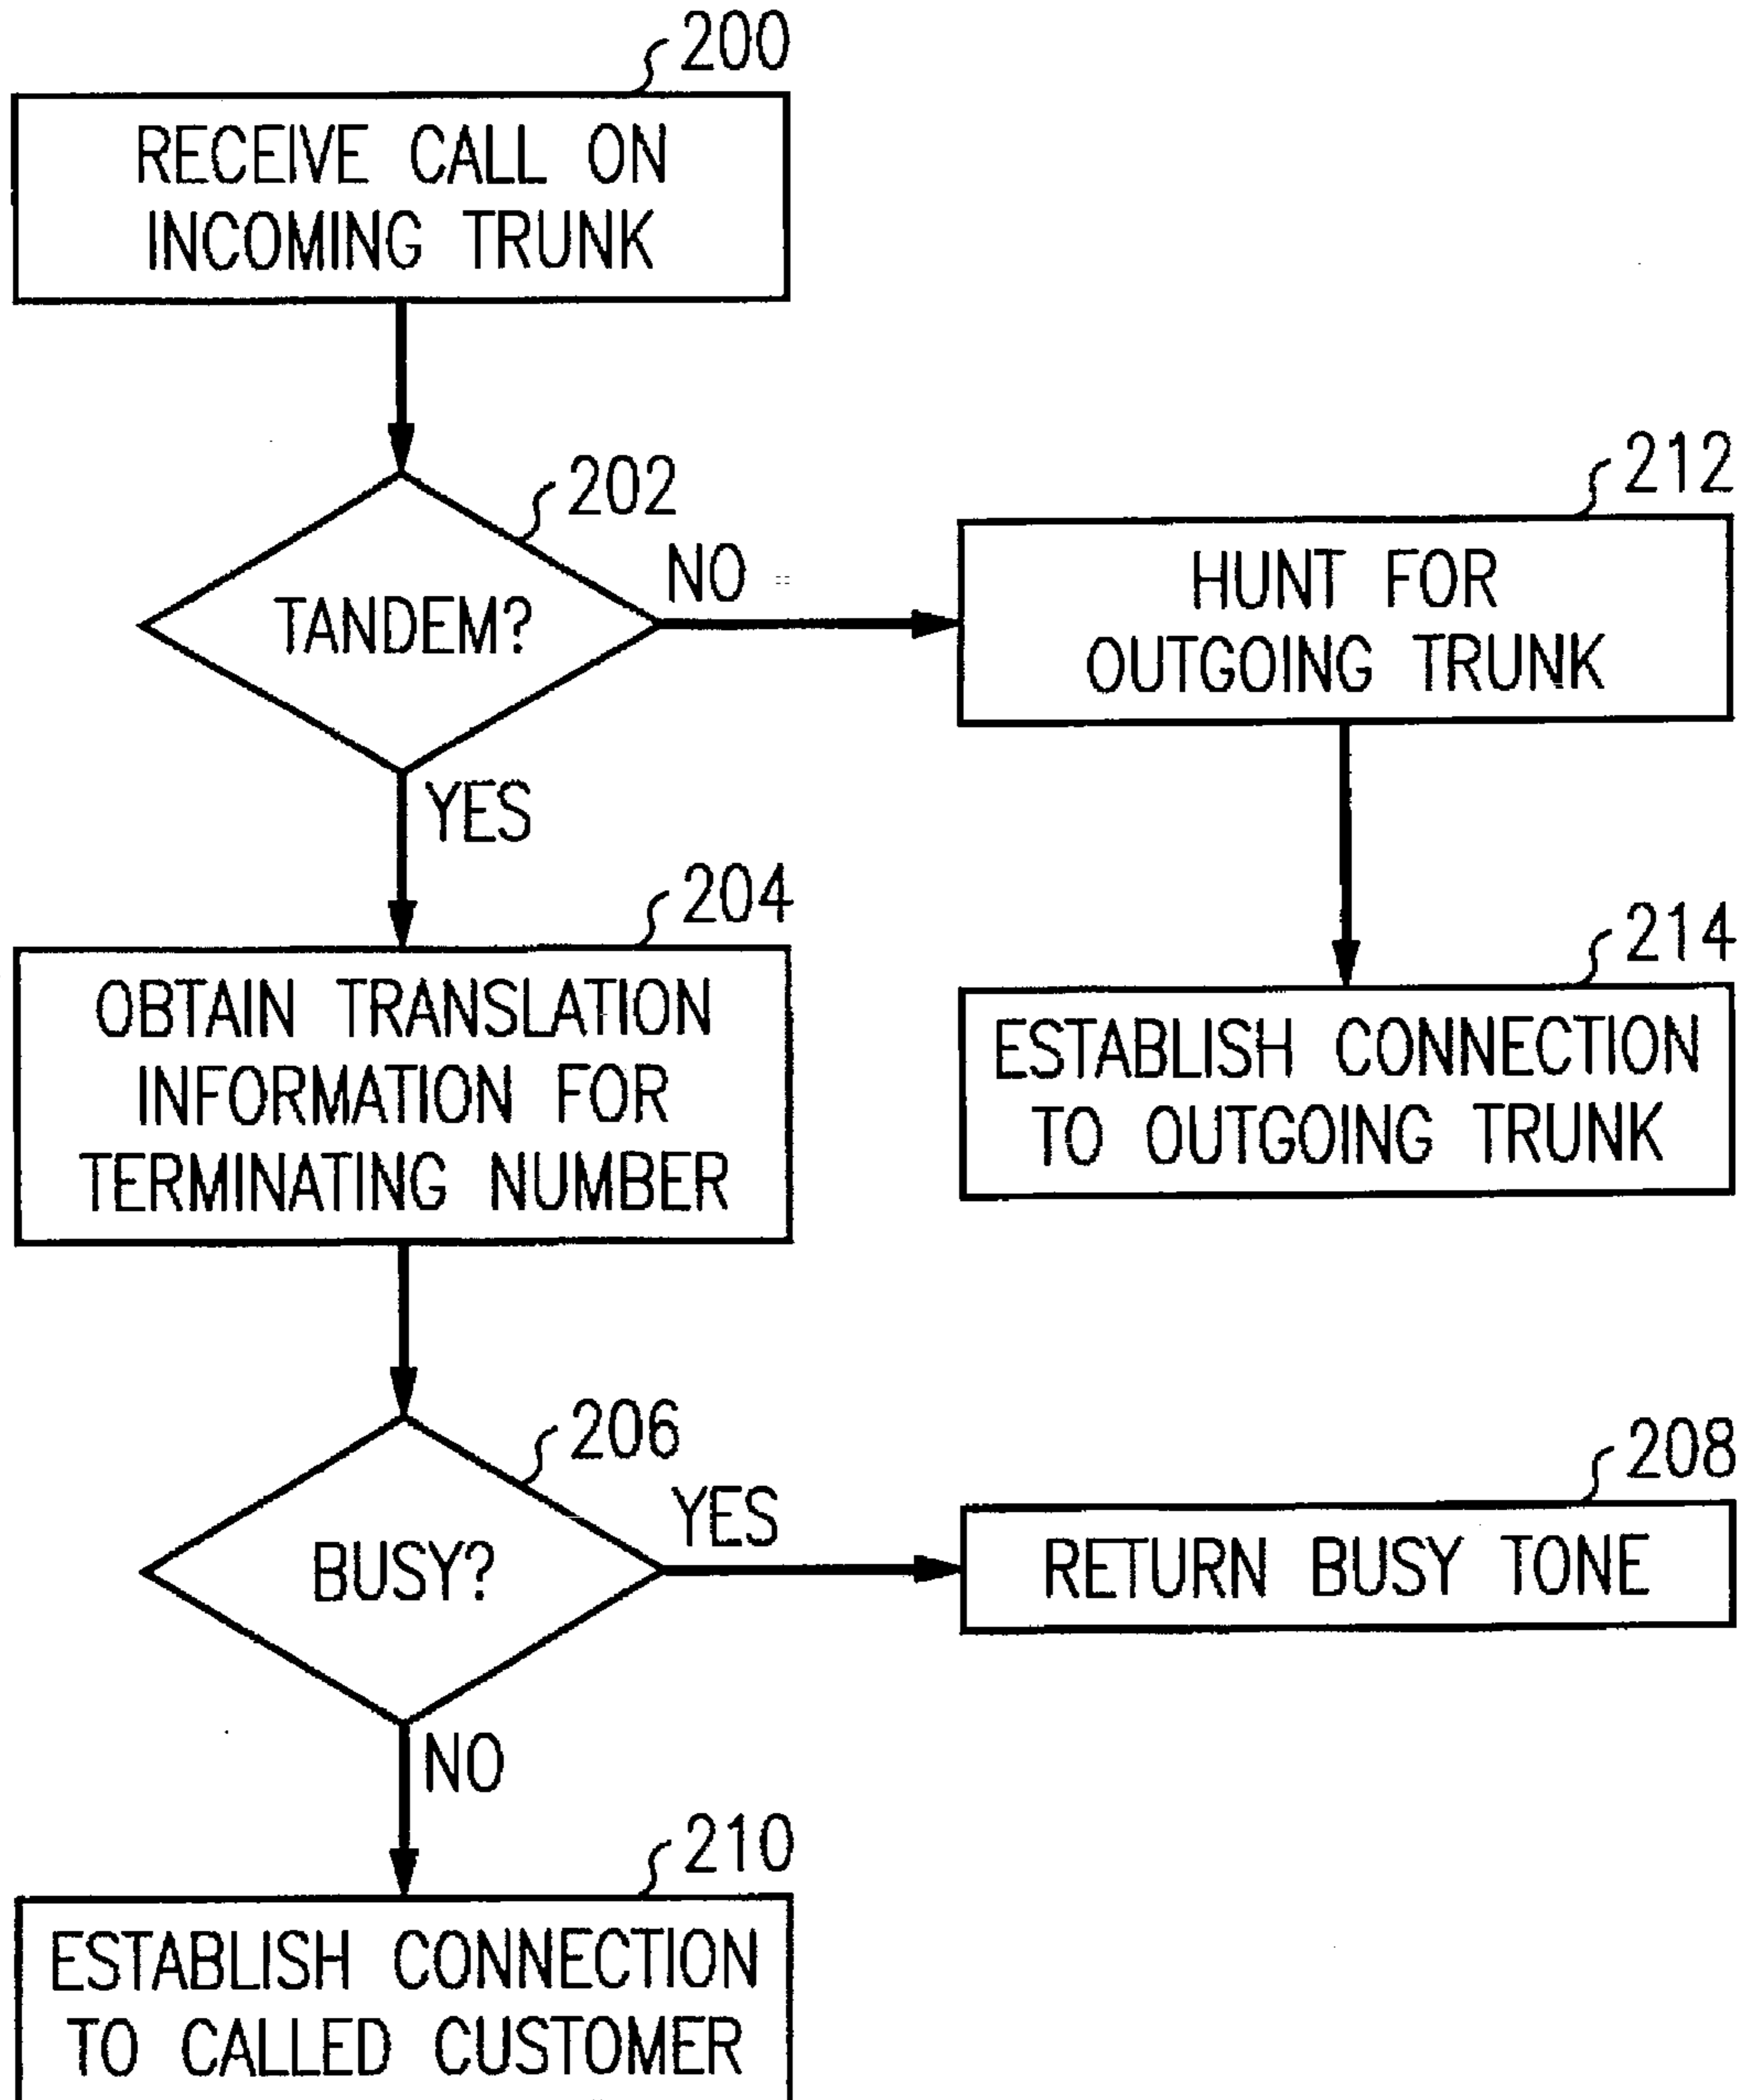 200
RECEIVE CALL ON
INCOMING TRUNK
202
TANDEM?
NO
212
HUNT FOR
OUTGOING TRUNK
YES
204
OBTAIN TRANSLATION
INFORMATION FOR
TERMINATING NUMBER
214
ESTABLISH CONNECTION
TO OUTGOING TRUNK
206
BUSY?
YES
208
RETURN BUSY TONE
NO
210
ESTABLISH CONNECTION
TO CALLED CUSTOMER